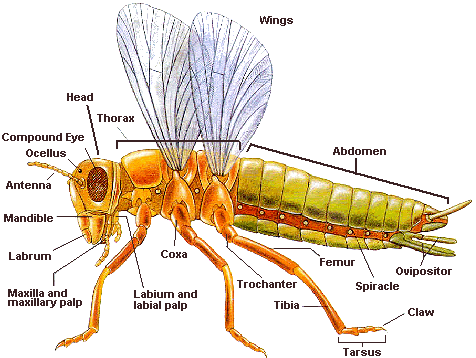 Wings
Head
Thorax
Compound Eye
Ocellus
Abdomen
Antenna
Mandible
Labrum
Coxa
Femur
Ovipositor
Trochanter
Spiracle
Maxilla and
maxillary palp
Labium and
labial palp
Tibia
Claw
Tarsus